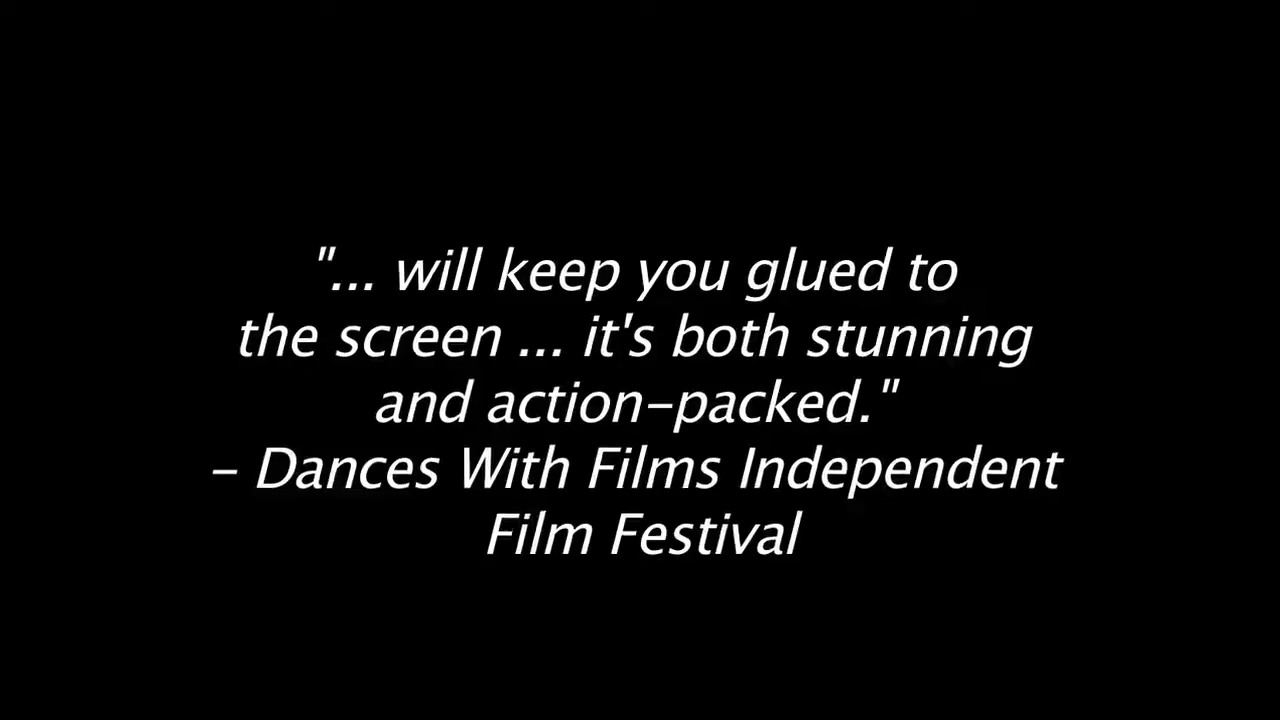 "... will keep you glued to
the screen ... it's both stunning
and action-packed."
- Dances With Films Independent
Film Festival